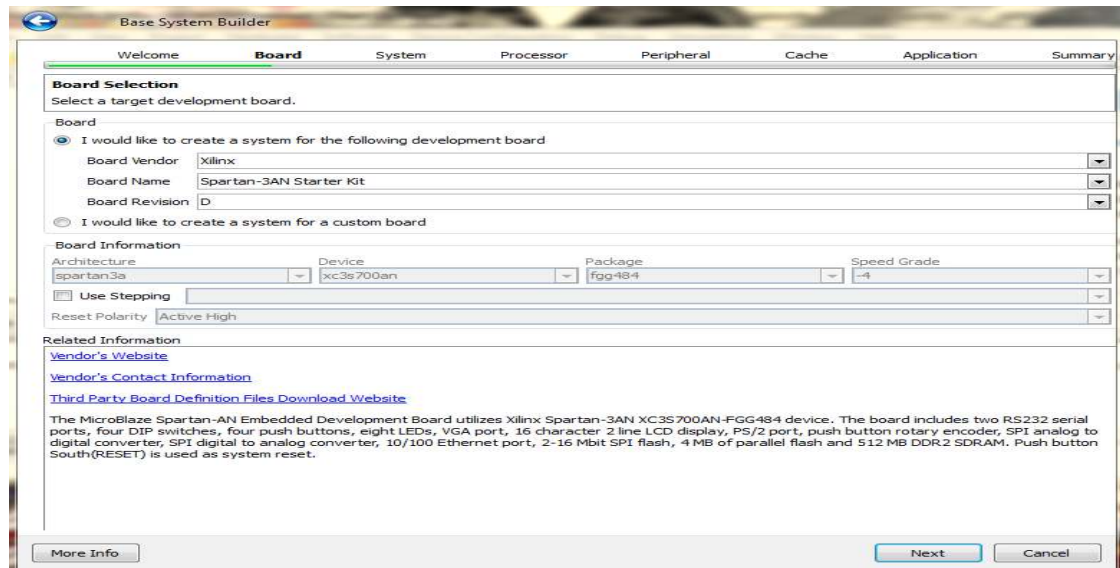 Base System Builder
Welcome Board System Processor Peripheral Cache Application Summary
Board Selection
Select a target development board.
Board
I would like to create a system for the following development board
Board Vendor Xilinx
Board Name Spartan-3AN Starter Kit
Board Revision D
I would like to create a system for a custom board
Board Information
Architecture Device Package Speed Grade
spartan3a xc3s700an fgg484 -4
Use Stepping
Reset Polarity Active High
Related Information
Vendor's Website
Vendor's Contact Information
Third Party Board Definition Files Download Website
The MicroBlaze Spartan-AN Embedded Development Board utilizes Xilinx Spartan-3AN XC3S700AN-FGG484 device. The board includes two RS232 serial
ports, four DIP switches, four push buttons, eight LEDs, VGA port, 16 character 2 line LCD display, PS/2 port, push button rotary encoder, SPI analog to
digital converter, SPI digital to analog converter, 10/100 Ethernet port, 2-16 Mbit SPI flash, 4 MB of parallel flash and 512 MB DDR2 SDRAM. Push button
South(RESET) is used as system reset.
More Info Next Cancel